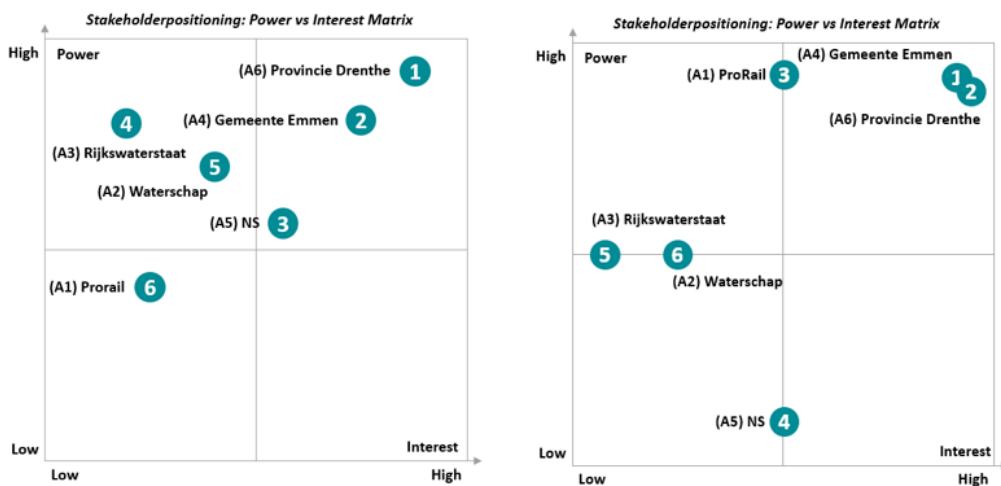 Stakeholderpositioning: Power vs Interest Matrix
High
Power
(A6) Provincie Drenthe 1
4
(A4) Gemeente Emmen 2
(A3) Rijkswaterstaat
5
(A2) Waterschap
(A5) NS 3
(A1) Prorail 6
Low
Interest
Low
High
Stakeholderpositioning: Power vs Interest Matrix
High
Power
(A4) Gemeente Emmen
(A1) ProRail 3
1
2
(A6) Provincie Drenthe
(A3) Rijkswaterstaat
5
6
(A2) Waterschap
(A5) NS 4
Low
Interest
Low
High